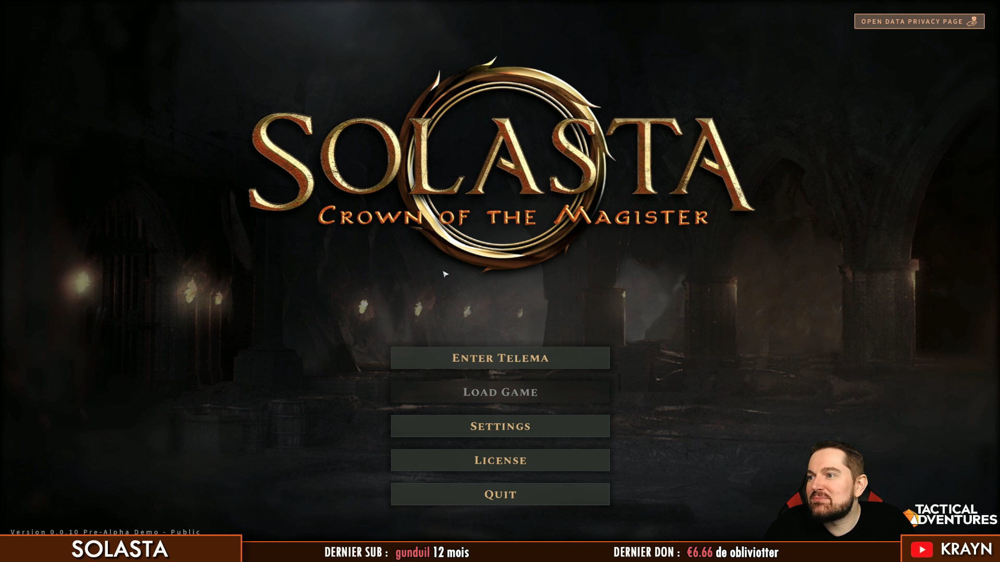 OPEN DATA PRIVACY PAGE
SOLASTA
CROWN OF THE MAGISTER
ENTER TELEMA
LOAD GAME
SETTINGS
LICENSE
QUIT
TACTICAL
ADVENTURES
Version 0.0.10 Pre-Alpha Demo - Public
SOLASTA
DERNIER SUB : gunduil 12 mois
DERNIER DON : €6.66 de obliviotter
KRAYN